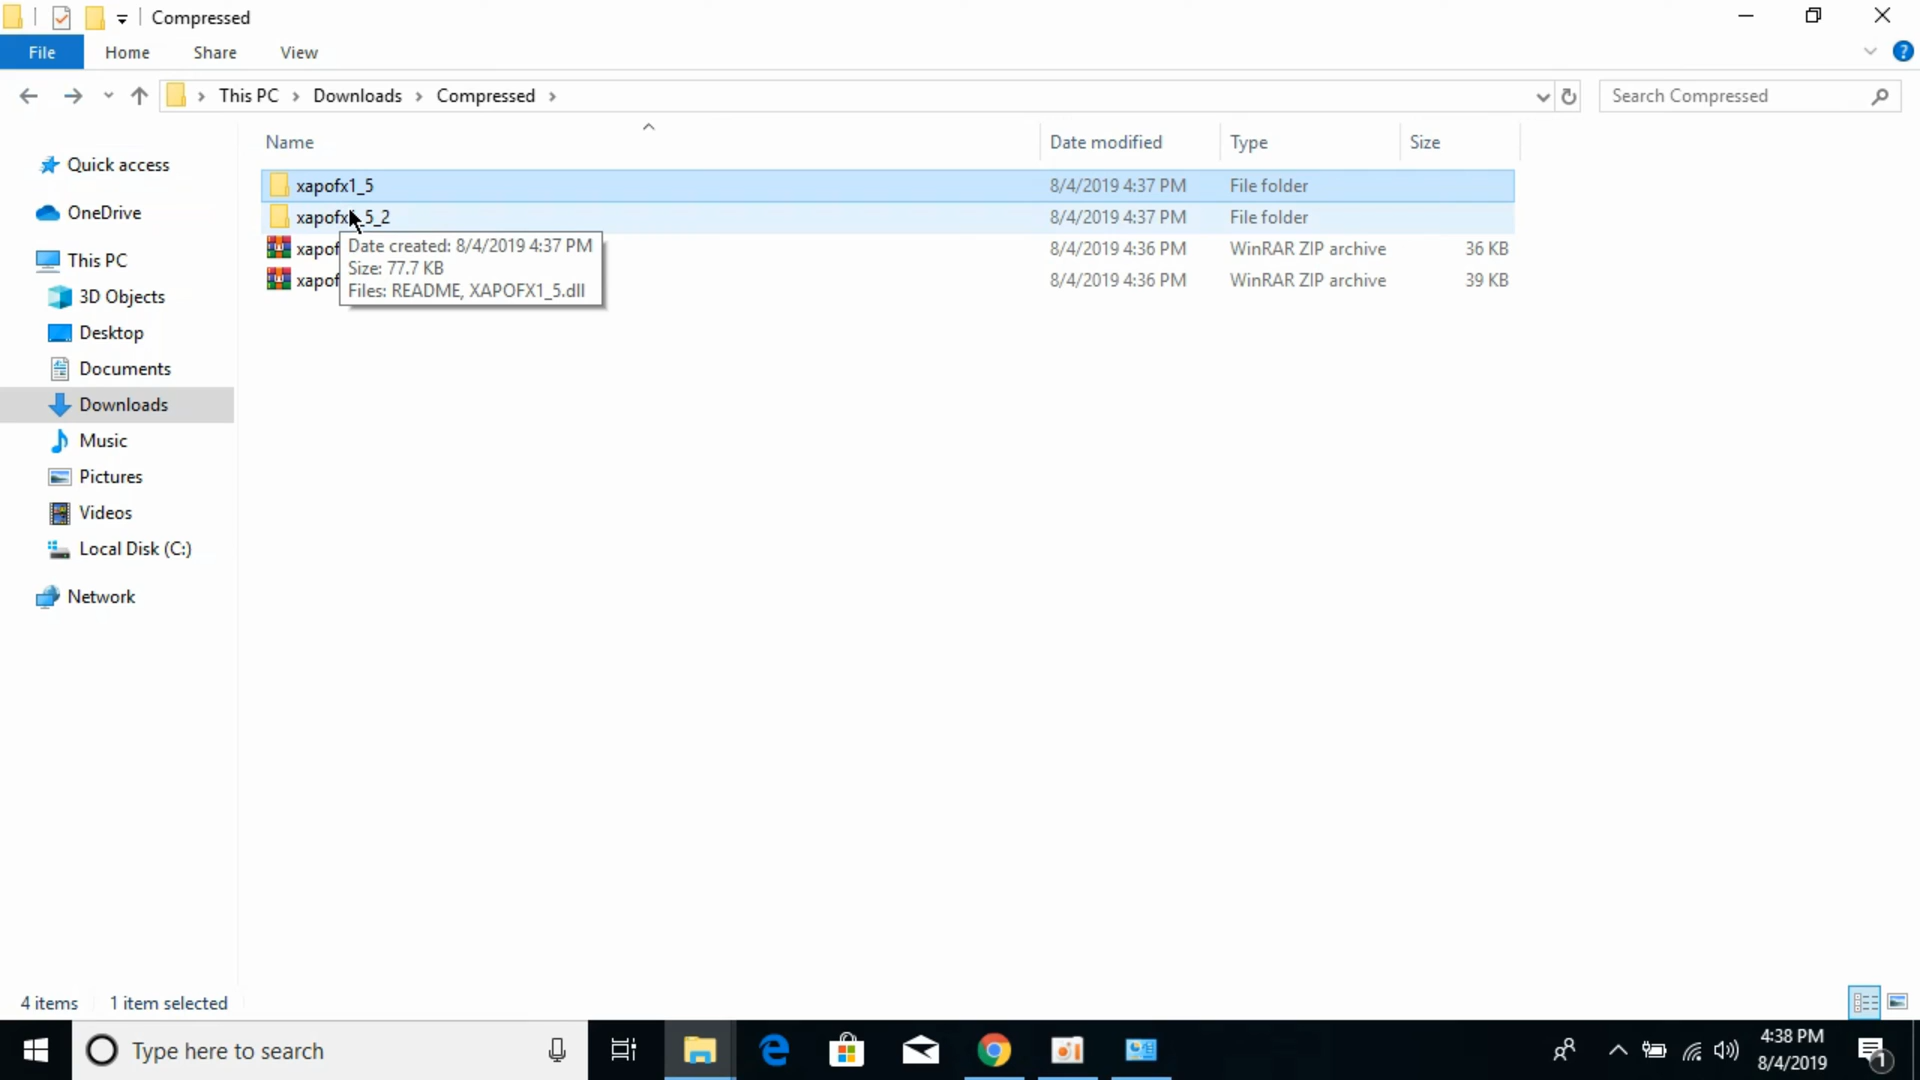 Compressed
File Home Share View
This PC Downloads Compressed
Search Compressed
Name Date modified Type Size
Quick access
OneDrive
This PC
3D Objects
Desktop
Documents
Downloads
Music
Pictures
Videos
Local Disk (C:)
Network
xapofx1_5 8/4/2019 4:37 PM File folder
8/4/2019 4:37 PM File folder
8/4/2019 4:36 PM WinRAR ZIP archive 36 KB
8/4/2019 4:36 PM WinRAR ZIP archive 39 KB
Date created: 8/4/2019 4:37 PM
Size: 77.7 KB
Files: README, XAPOFX1_5.dll
4 items 1 item selected
Type here to search
4:38 PM
8/4/2019
1